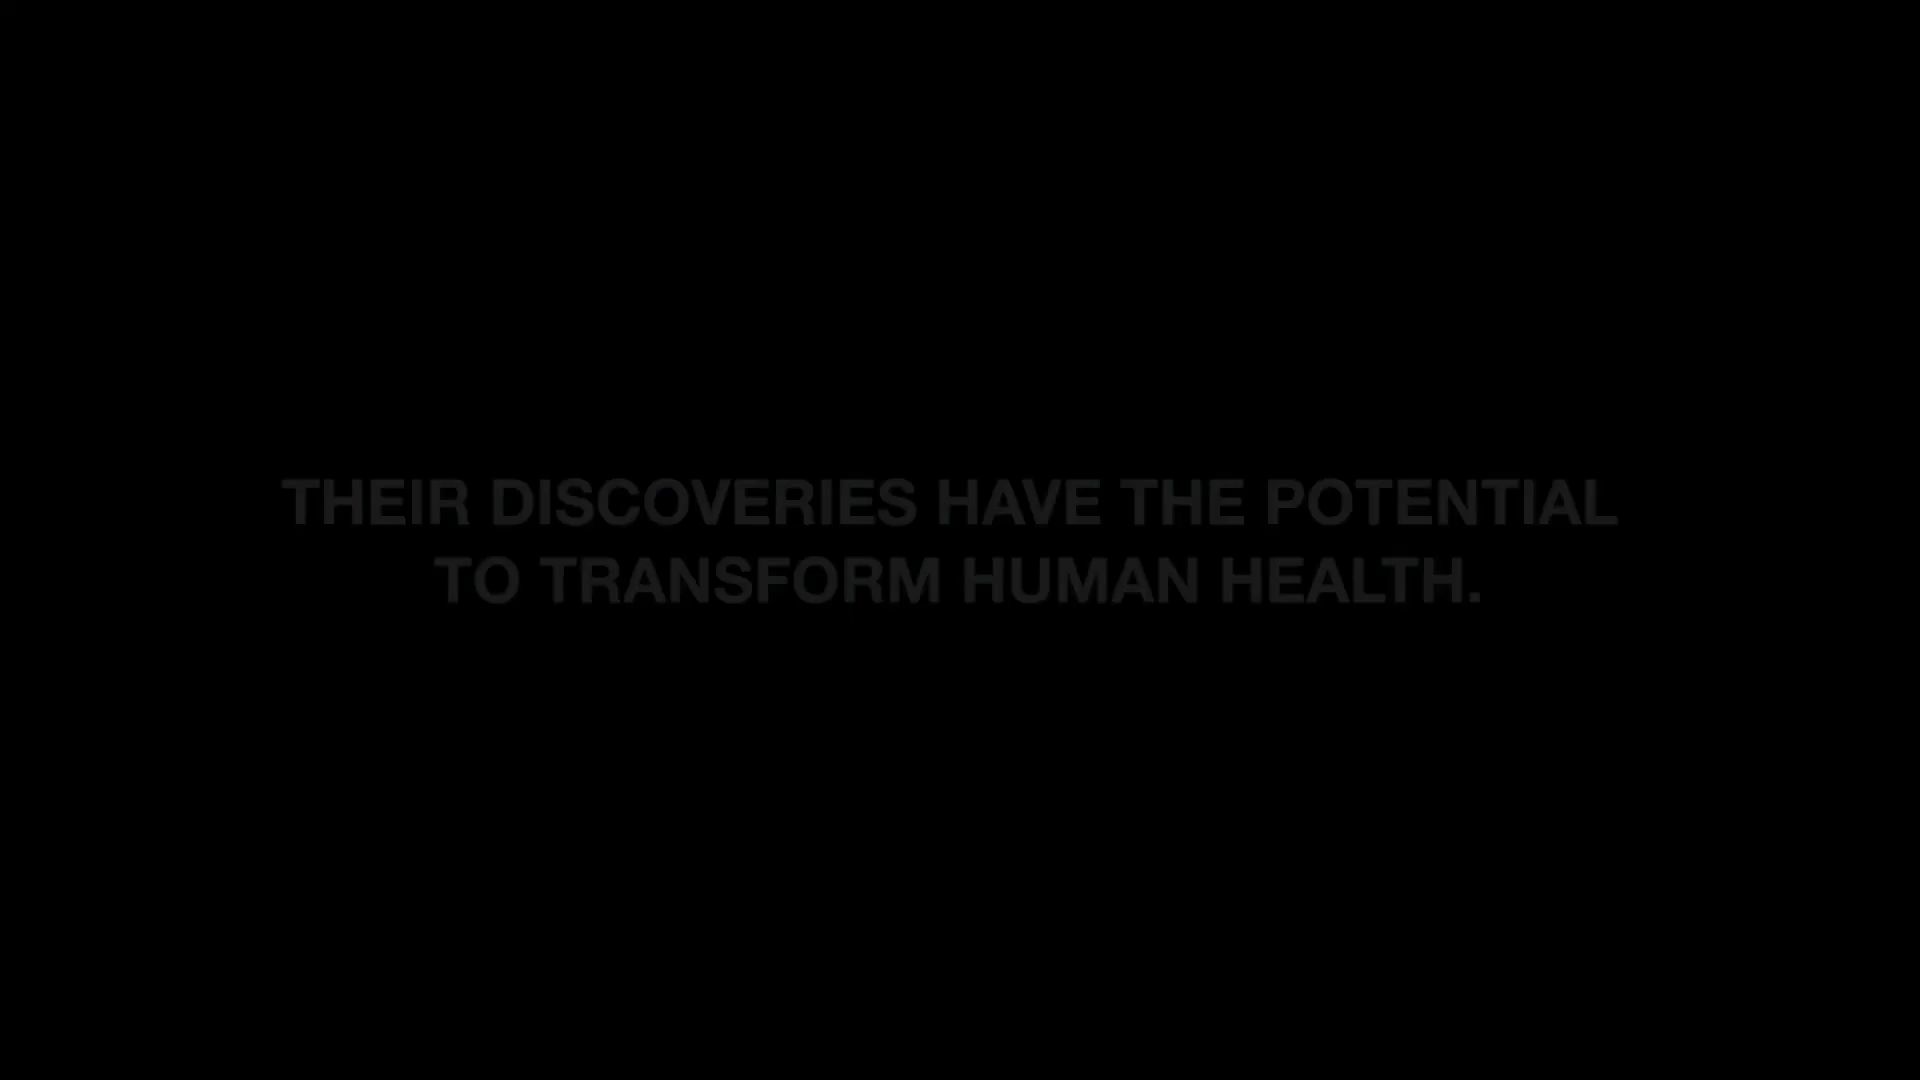 THEIR DISCOVERIES HAVE THE POTENTIAL
TO TRANSFORM HUMAN HEALTH.